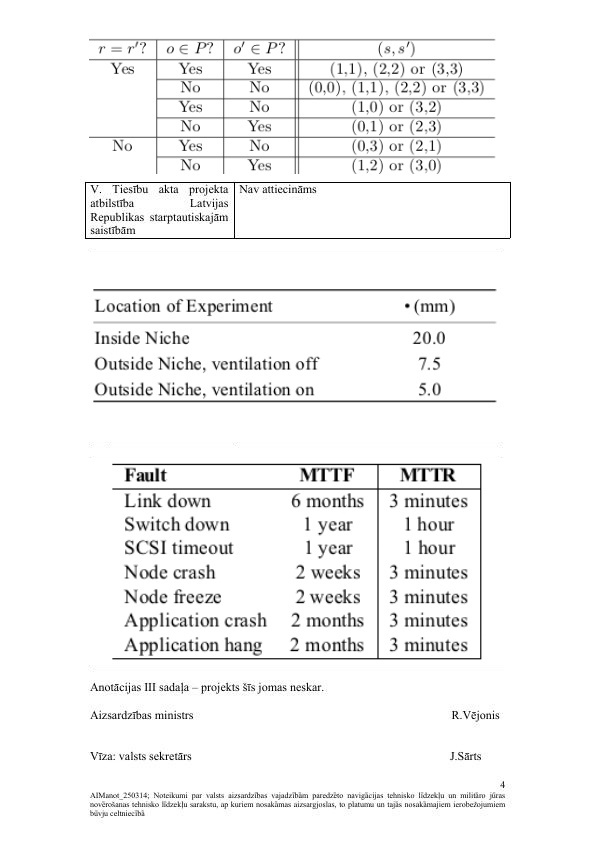 r = r′? o ∈ P? o′ ∈ P? (s, s′)
Yes Yes Yes (1,1), (2,2) or (3,3)
No No (0,0), (1,1), (2,2) or (3,3)
Yes No (1,0) or (3,2)
No Yes (0,1) or (2,3)
No Yes No (0,3) or (2,1)
No Yes (1,2) or (3,0)
V. Tiesību akta projekta Nav attiecināms
atbilstība Latvijas
Republikas starptautiskajām
saistībām
Location of Experiment • (mm)
Inside Niche 20.0
Outside Niche, ventilation off 7.5
Outside Niche, ventilation on 5.0
Fault MTTF MTTR
Link down 6 months 3 minutes
Switch down 1 year 1 hour
SCSI timeout 1 year 1 hour
Node crash 2 weeks 3 minutes
Node freeze 2 weeks 3 minutes
Application crash 2 months 3 minutes
Application hang 2 months 3 minutes
Anotācijas III sadaļa – projekts šīs jomas neskar.
Aizsardzības ministrs R.Vējonis
Vīza: valsts sekretārs J.Sārts
4
AIManot_250314; Noteikumi par valsts aizsardzības vajadzībām paredzēto navigācijas tehnisko līdzekļu un militāro jūras
novērošanas tehnisko līdzekļu sarakstu, ap kuriem nosakāmas aizsargjoslas, to platumu un tajās nosakāmajiem ierobežojumiem
būvju celtniecībā